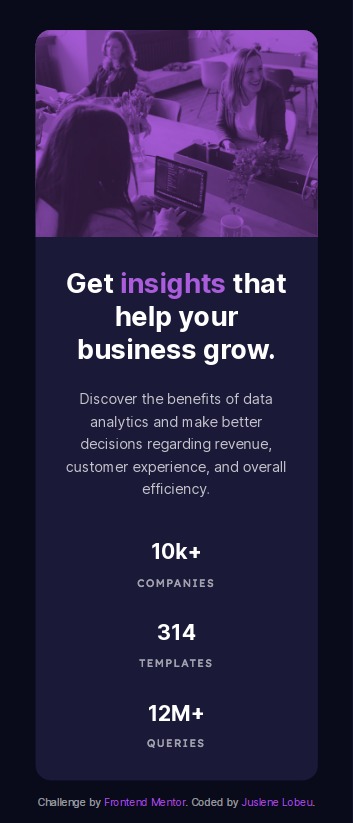 Get insights that
help your
business grow.
Discover the benefits of data
analytics and make better
decisions regarding revenue,
customer experience, and overall
efficiency.
10k+
COMPANIES
314
TEMPLATES
12M+
QUERIES
Challenge by Frontend Mentor. Coded by Juslene Lobeu.